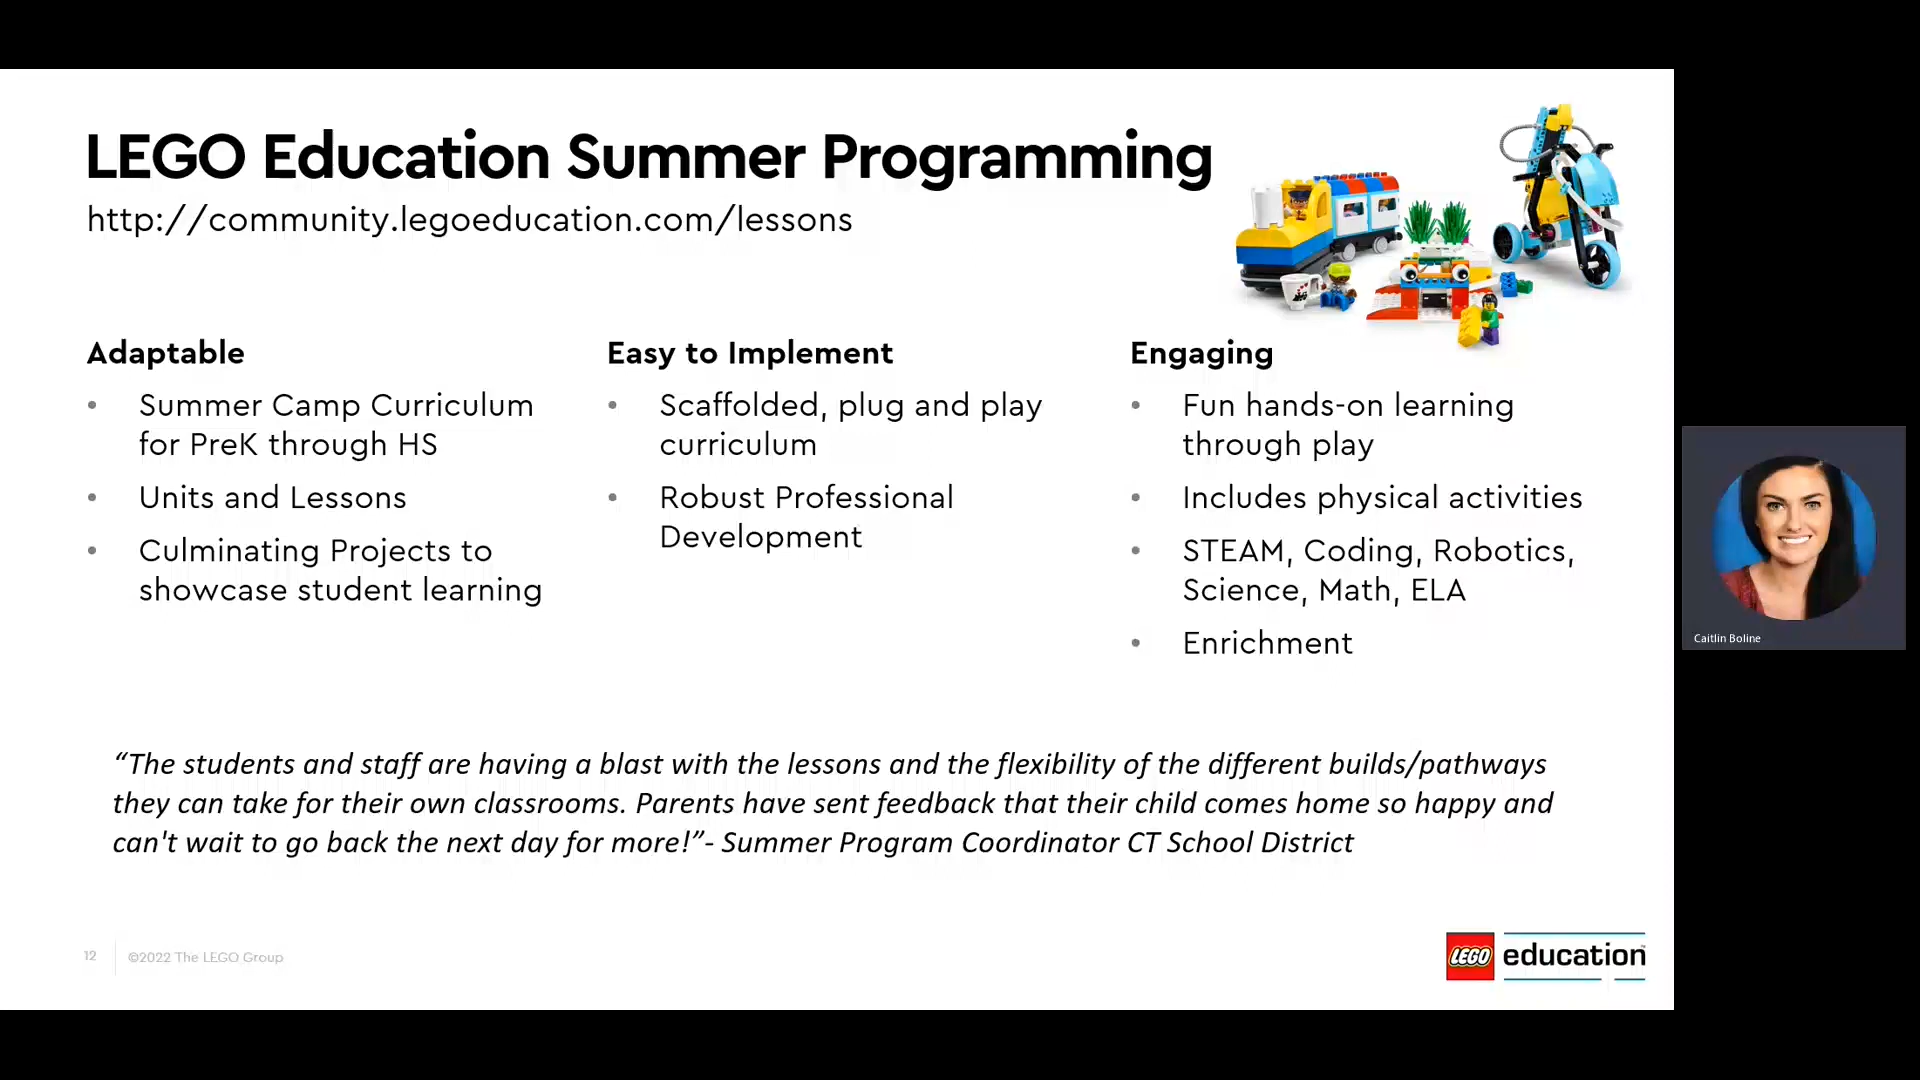 LEGO Education Summer Programming
http://community.legoeducation.com/lessons
Adaptable
• Summer Camp Curriculum
for PreK through HS
• Units and Lessons
• Culminating Projects to
showcase student learning
Easy to Implement
• Scaffolded, plug and play
curriculum
• Robust Professional
Development
Engaging
• Fun hands-on learning
through play
• Includes physical activities
• STEAM, Coding, Robotics,
Science, Math, ELA
• Enrichment
“The students and staff are having a blast with the lessons and the flexibility of the different builds/pathways
they can take for their own classrooms. Parents have sent feedback that their child comes home so happy and
can't wait to go back the next day for more!”- Summer Program Coordinator CT School District
12
©2022 The LEGO Group
LEGO education™
Caitlin Boline